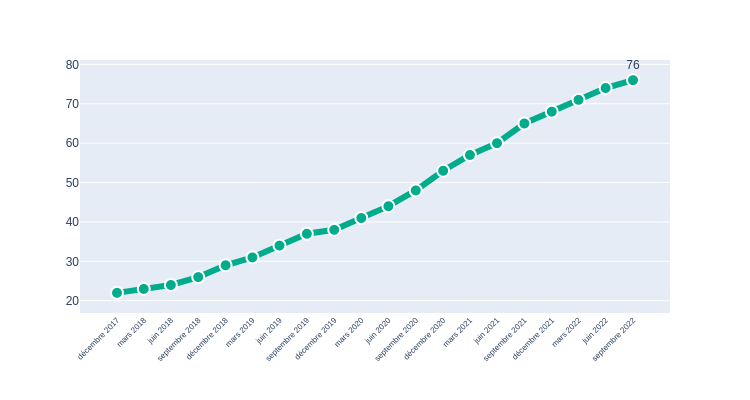 76
80
70
60
50
40
30
20
décembre 2017
mars 2018
juin 2018
septembre 2018
décembre 2018
mars 2019
juin 2019
septembre 2019
décembre 2019
mars 2020
juin 2020
septembre 2020
décembre 2020
mars 2021
juin 2021
septembre 2021
décembre 2021
mars 2022
juin 2022
septembre 2022